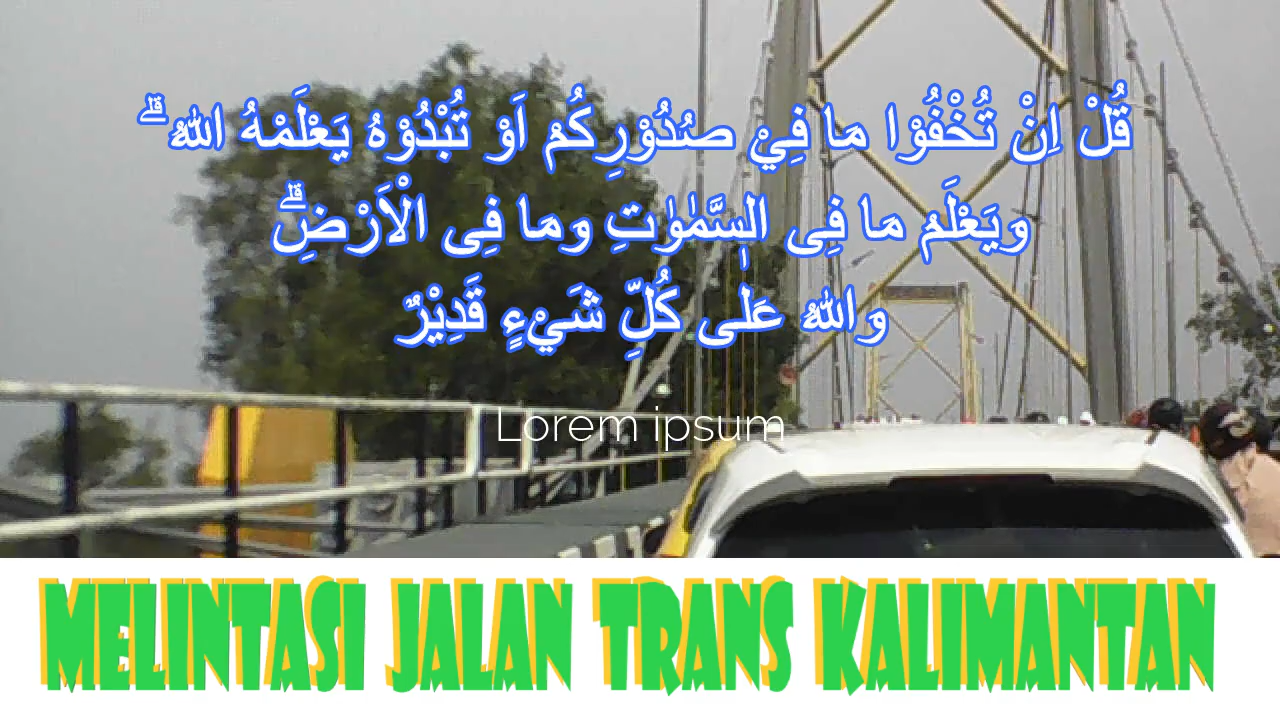 قُلْ اِنْ تُخْفُوْا مَا فِيْ صُدُوْرِكُمْ اَوْ تُبْدُوْهُ يَعْلَمْهُ اللّٰهُ ۗ
وَيَعْلَمُ مَا فِى السَّمٰوٰتِ وَمَا فِى الْاَرْضِۗ
وَاللّٰهُ عَلٰى كُلِّ شَيْءٍ قَدِيْرٌ
Lorem ipsum
MELINTASI JALAN TRANS KALIMANTAN